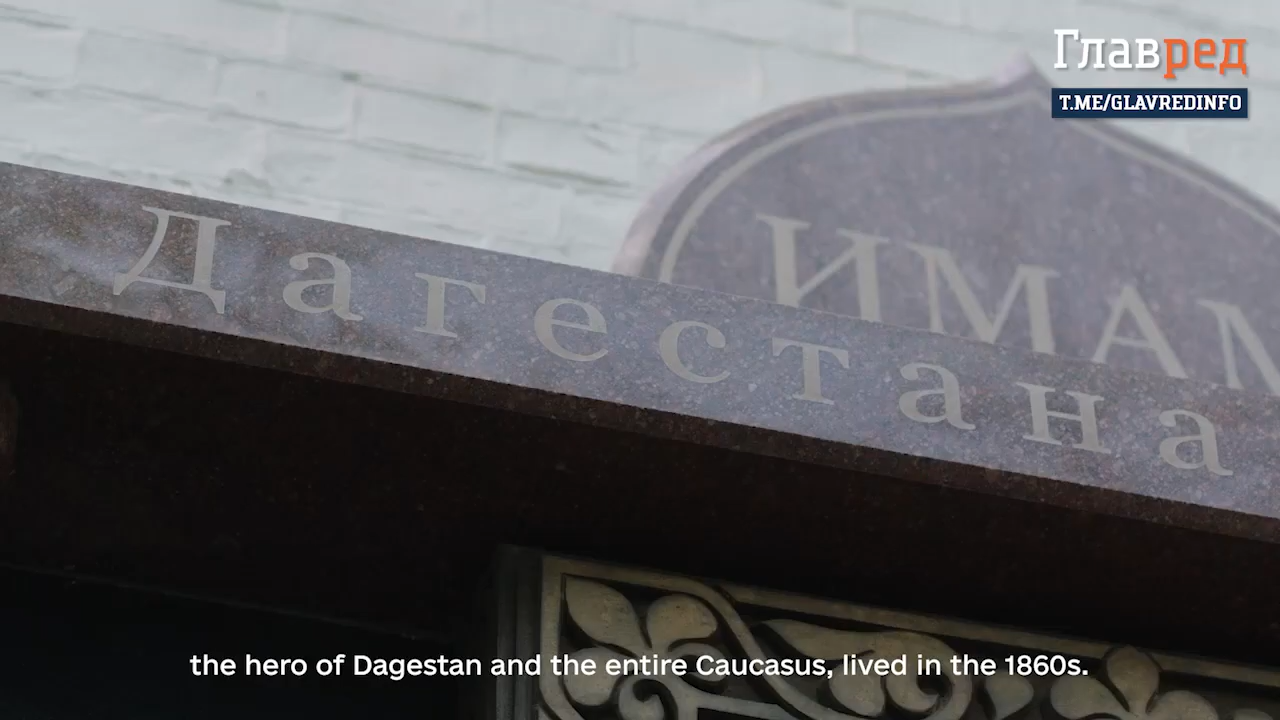 Главред
T.ME/GLAVREDINFO
ИМАМ
Дагестана
the hero of Dagestan and the entire Caucasus, lived in the 1860s.